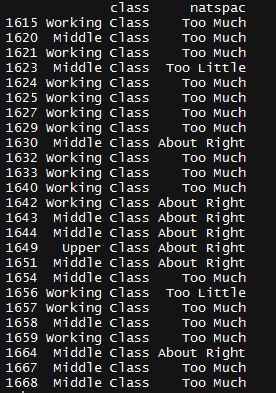 class natspac
1615 Working Class Too Much
1620 Middle Class Too Much
1621 Working Class Too Much
1623 Middle Class Too Little
1624 Working Class Too Much
1625 Working Class Too Much
1627 Working Class Too Much
1629 Working Class Too Much
1630 Middle Class About Right
1632 Working Class Too Much
1633 Working Class Too Much
1640 Working Class Too Much
1642 Working Class About Right
1643 Middle Class About Right
1644 Middle Class About Right
1649 Upper Class About Right
1651 Middle Class About Right
1654 Middle Class Too Much
1656 Working Class Too Little
1657 Working Class Too Much
1658 Middle Class Too Much
1659 Working Class Too Much
1664 Middle Class About Right
1667 Middle Class Too Much
1668 Middle Class Too Much